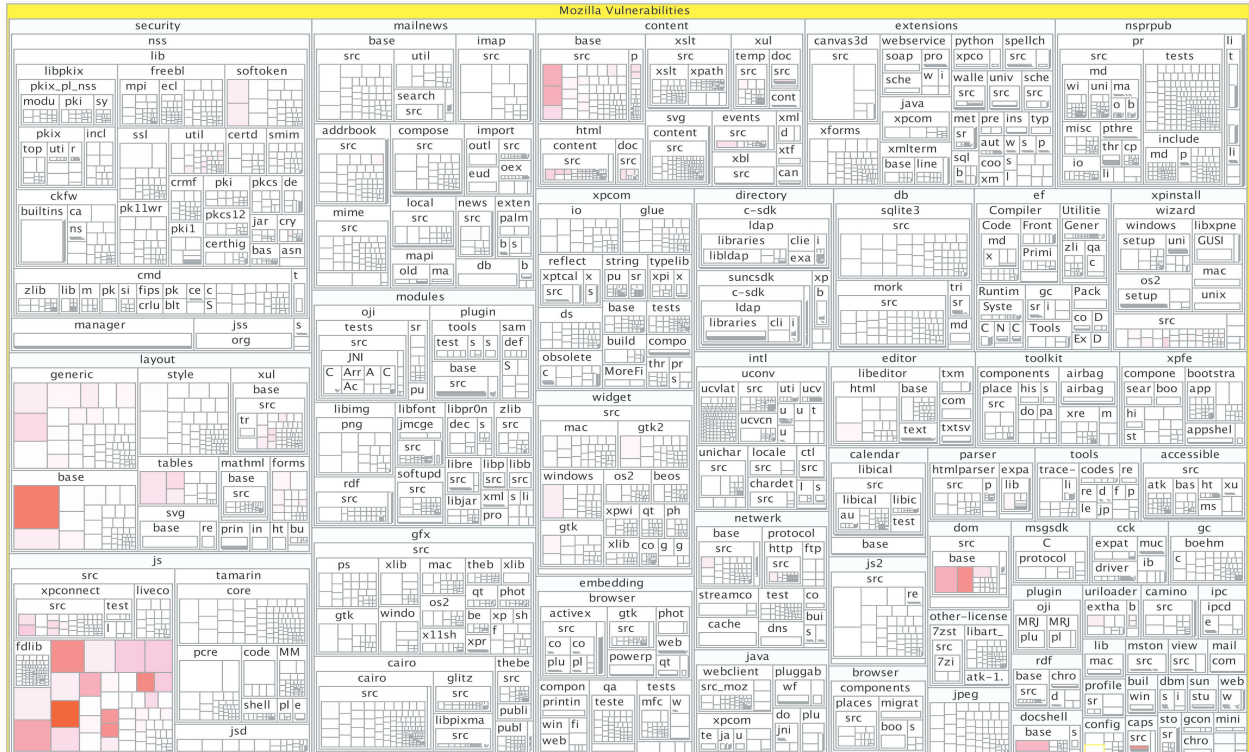 Mozilla Vulnerabilities
security
mailnews
content
extensions
nsprpub
nss
base
imap
base
xslt
xul
canvas3d
webservice
python
spellch
pr
lib
src
util
src
src
p
src
temp
doc
src
soap
pro
xpco
src
src
tests
libpkix
freebl
softoken
xslt
xpath
src
src
sche
w
i
walle
univ
sche
md
pkix_pl_nss
mpi
ecl
search
cont
java
src
src
src
wi
uni
ma
modu
pki
sy
src
svg
events
xml
xpcom
met
pre
ins
typ
o
b
pkix
incl
ssl
util
certd
smim
addrbook
compose
import
html
content
src
d
xforms
sr
aut
w
s
p
misc
pthre
include
top
uti
r
src
src
outl
src
content
doc
xtf
xmlterm
sql
coo
s
thr
cp
md
p
eud
oex
src
src
xbl
src
can
base
line
b
xm
l
io
li
li
ckfw
crmf
pki
pkcs
de
builtins
ca
ns
pk11wr
pki1
pkcs12
jar
cry
certhig
bas
asn
mime
local
news
exten
src
src
src
palm
b
s
mapi
old
ma
db
b
xpcom
directory
db
ef
xpinstall
io
glue
c-sdk
sqlite3
Compiler
Utilitie
wizard
ldap
src
Code
Front
Gener
windows
libxpne
libraries
clie
i
md
zli
qa
setup
uni
GUSI
libldap
exa
x
Primi
c
mac
cmd
t
zlib
lib
m
pk
si
fips
pk
ce
c
crlu
blt
S
reflect
string
typelib
suncsdk
xp
mork
tri
Runtim
gc
Pack
os2
unix
xptcal
x
pu
sr
xpi
x
c-sdk
b
src
sr
Syste
sr
i
co
D
setup
src
s
base
tests
ldap
md
C
N
C
Tools
Ex
D
src
ds
build
compo
libraries
cli
i
obsolete
MoreFi
thr
pr
c
s
manager
jss
s
org
modules
oji
plugin
tests
sr
tools
sam
src
test
s
s
def
JNI
base
S
C
Arr
A
C
src
Ac
pu
layout
intl
editor
toolkit
xpfe
generic
style
xul
uconv
libeditor
txm
components
airbag
compone
bootstra
base
ucvlat
src
uti
ucv
html
base
com
place
his
s
airbag
sear
boo
app
src
ucvcn
u
u
t
text
txtsv
src
do
pa
xre
m
hi
appshel
tr
u
st
widget
src
mac
gtk2
libimg
libfont
libpr0n
zlib
png
jmcge
dec
s
src
src
libre
libp
libb
softupd
src
src
src
rdf
src
libjar
xml
s
li
src
pro
base
tables
mathml
forms
base
src
src
svg
base
re
prin
in
ht
bu
unichar
locale
ctl
calendar
parser
tools
accessible
src
src
src
libical
htmlparser
expa
trace-
codes
re
src
chardet
l
s
src
src
p
lib
li
re
d
f
p
atk
bas
ht
xu
src
libical
libic
le
jp
ms
au
test
windows
os2
beos
xpwi
qt
ph
gtk
xlib
co
g
g
js
gfx
netwerk
base
dom
msgsdk
cck
gc
src
tamarin
src
base
protocol
src
C
expat
muc
boehm
xpconnect
liveco
core
ps
xlib
mac
theb
xlib
src
http
ftp
js2
base
protocol
driver
ib
c
src
test
qt
phot
src
src
re
l
os2
be
xp
sh
gtk
windo
x11sh
xpr
f
embedding
browser
streamco
test
co
plugin
uriloader
camino
ipc
activex
gtk
phot
bui
oji
extha
b
src
ipcd
src
src
web
cache
dns
s
other-license
MRJ
MRJ
e
co
co
7zst
libart_
plu
pl
fdlib
pcre
code
MM
plu
pl
powerp
qt
src
cairo
thebe
java
browser
7zi
atk-1.
rdf
lib
mston
view
mail
cairo
glitz
src
webclient
pluggab
components
base
chro
mac
src
src
com
src
src
publi
compon
qa
tests
src_moz
wf
places
migrat
jpeg
src
d
profile
buil
dbm
sun
web
shell
pl
e
libpixma
publ
printin
teste
mfc
w
src
src
win
s
i
stu
w
jsd
src
win
fi
xpcom
do
plu
boo
s
docshell
config
caps
sto
gcon
mini
web
te
ja
u
jni
base
s
src
sr
chro